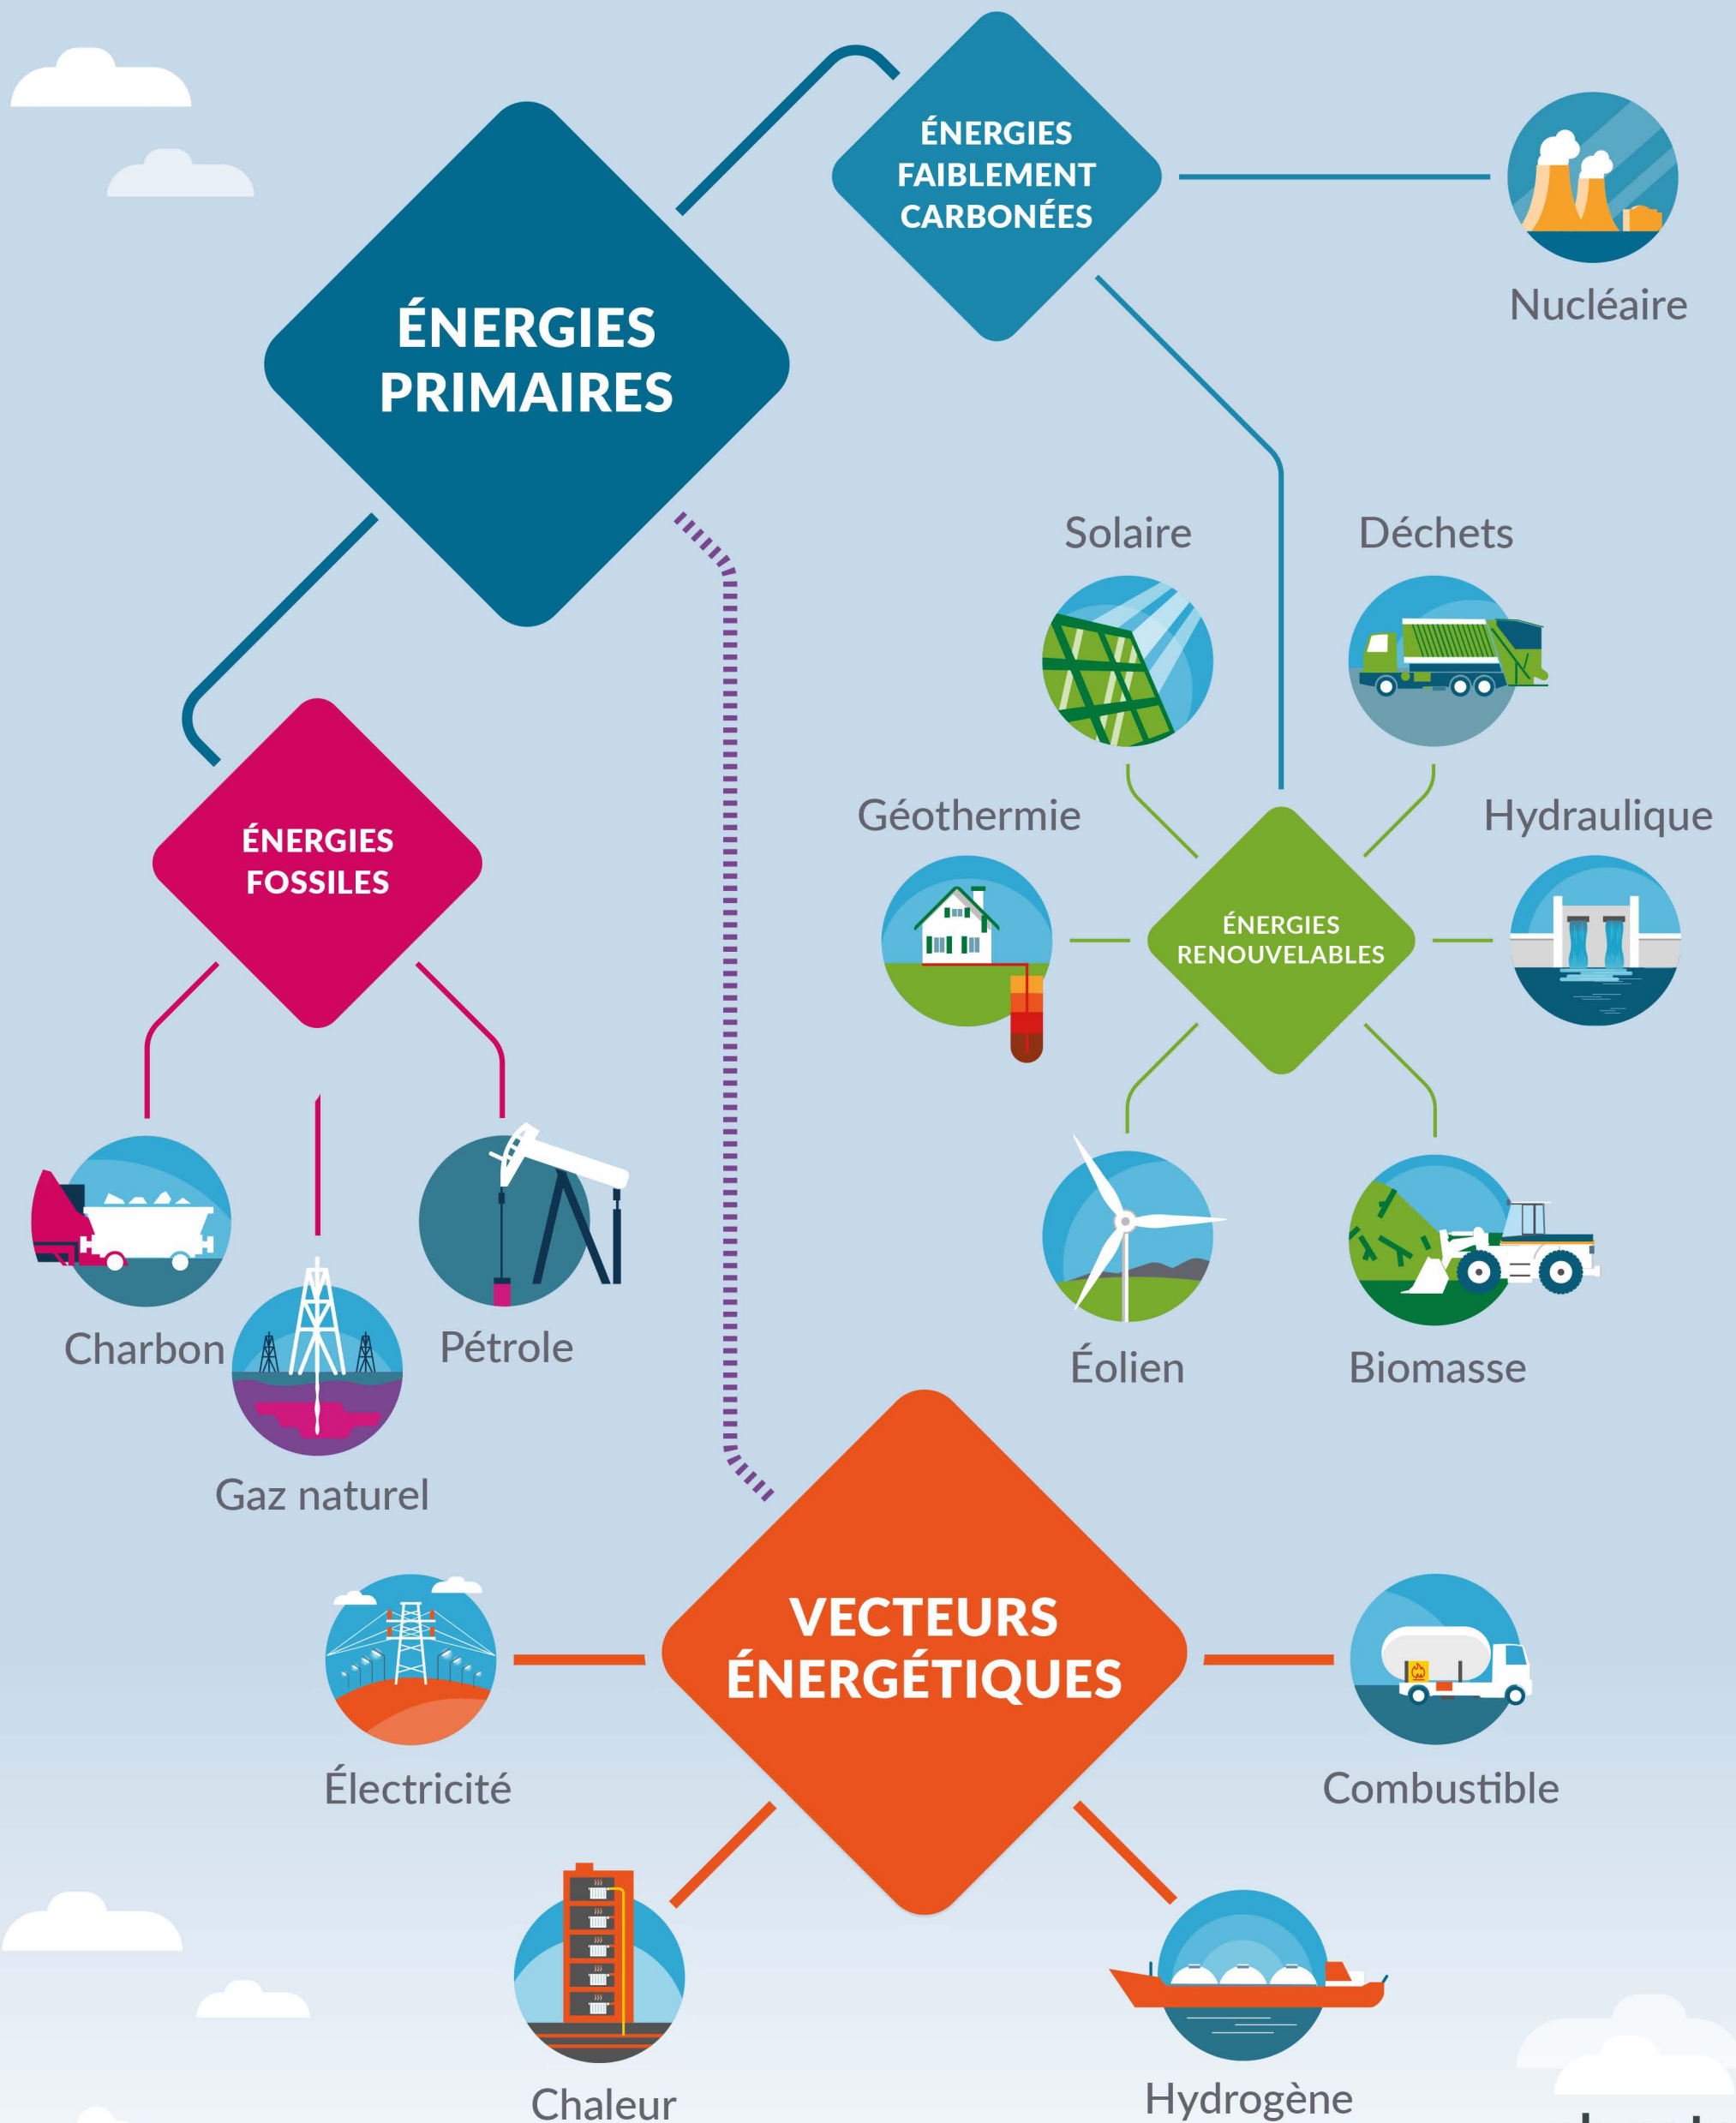 ÉNERGIES
FAIBLEMENT
CARBONÉES
Nucléaire
ÉNERGIES
PRIMAIRES
Solaire
Déchets
Géothermie
Hydraulique
ÉNERGIES
FOSSILES
ÉNERGIES
RENOUVELABLES
Charbon
Pétrole
Éolien
Biomasse
Gaz naturel
VECTEURS
ÉNERGÉTIQUES
Électricité
Combustible
Chaleur
Hydrogène